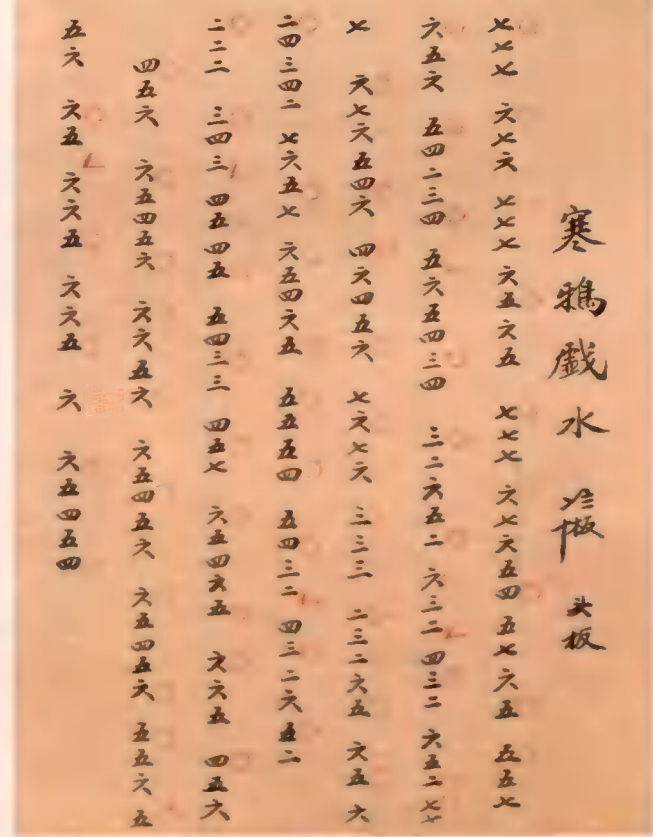 寒鸦戲水 板 头板
七七七 六七六 七七七 六五六五 七七七 六七六五四 五七 六五 五五七
六五六 五四二三四 五六五四三四 三二六五二 六三二 四三二 六五二七七
七 六七六五四六 四六四五六 七六七六 三三三 二三二六五 六五 六
二四三四二 七六五七 六五四六五 五五五四 五四三二 四三二六五二
二二二 三四三 四五四五 五四三三 四五七 六五四六五 六六五 四五六
四五六 六五四五六 六六五六 六五四五六 六五四五六 五五六 五
五六 六五 六六五 六六五 六 六五四五四